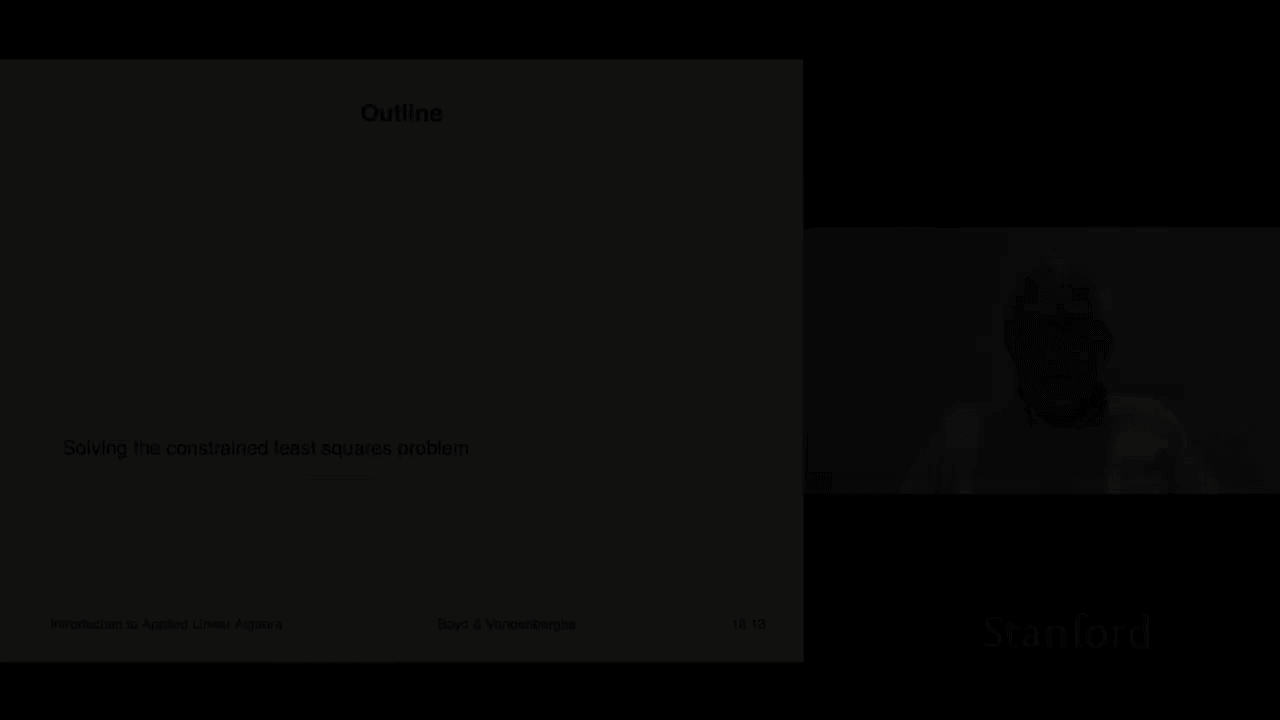 Outline
Solving the constrained least squares problem
Introduction to Applied Linear Algebra
Boyd & Vandenberghe
16.13
Stanford